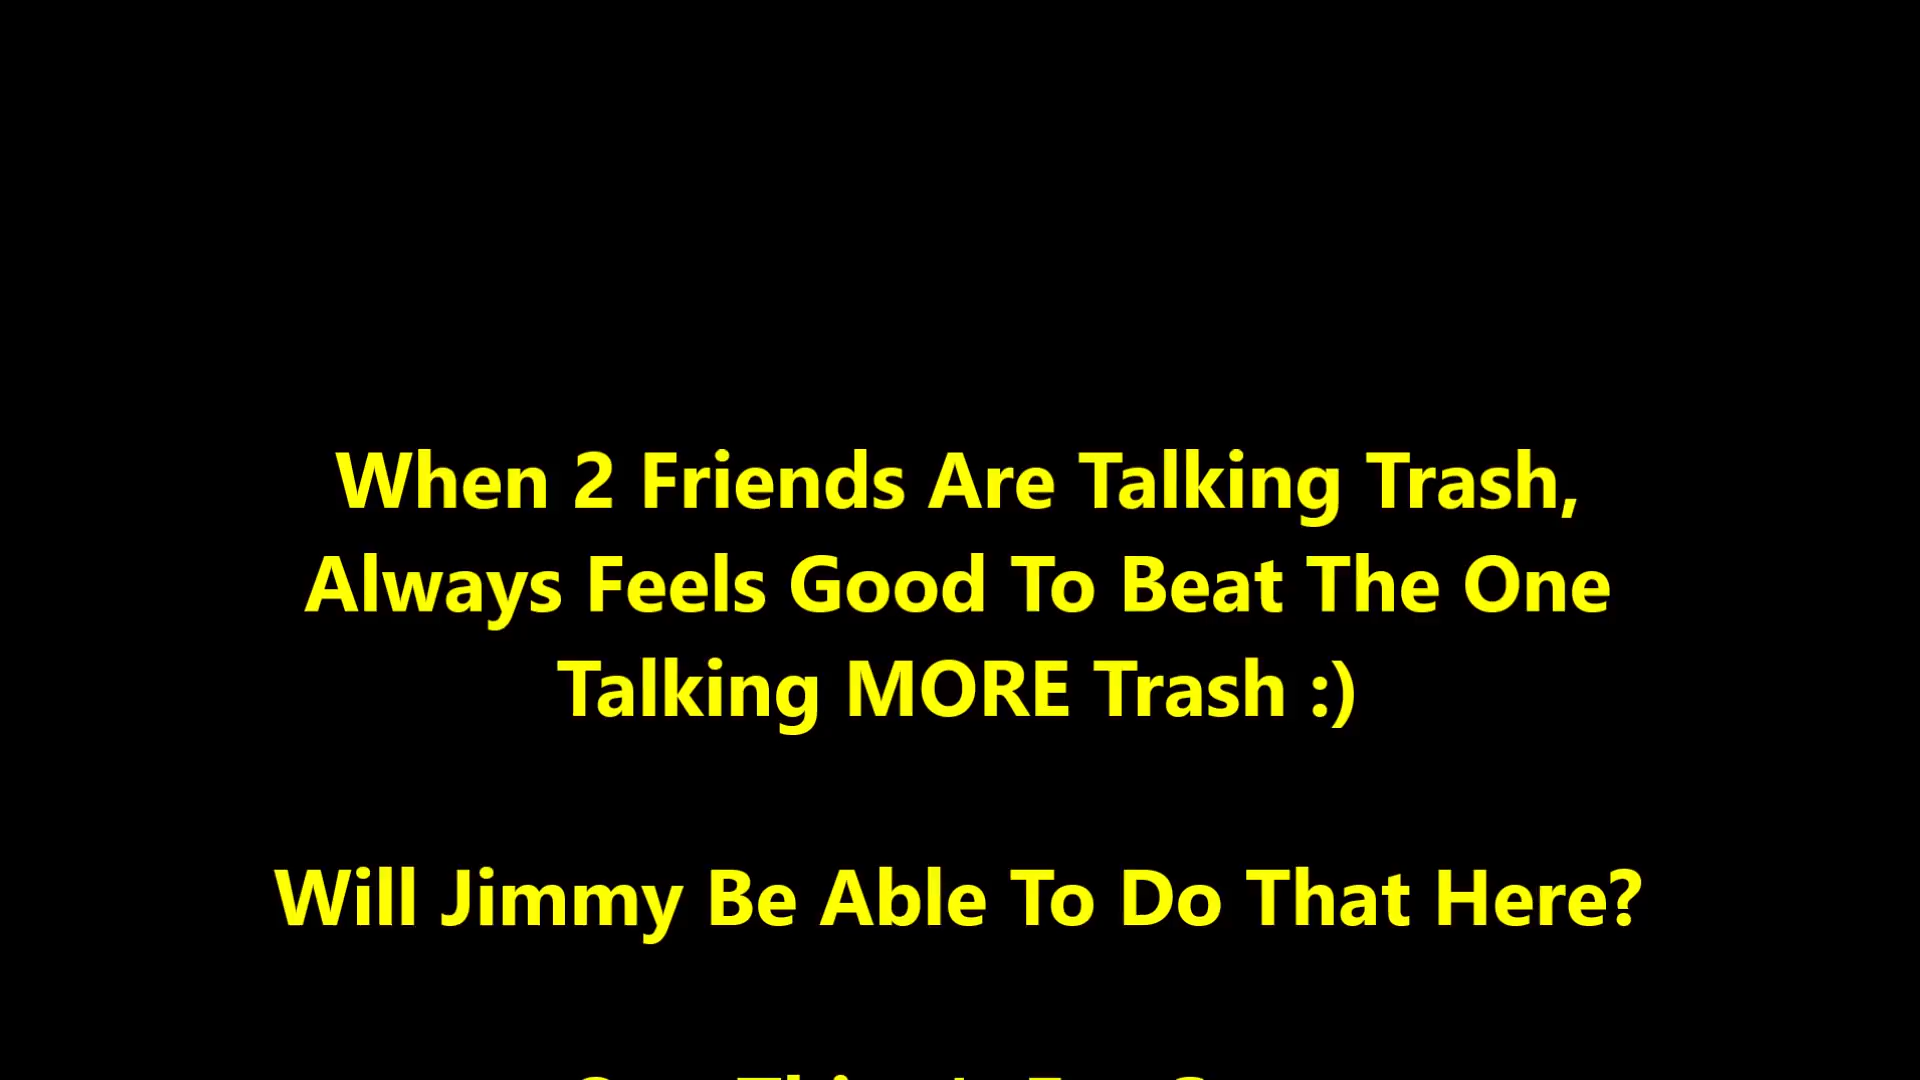 When 2 Friends Are Talking Trash,
Always Feels Good To Beat The One
Talking MORE Trash :)
Will Jimmy Be Able To Do That Here?